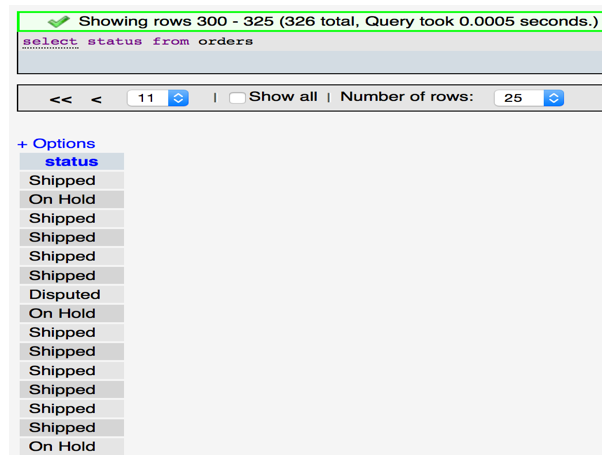 Showing rows 300 - 325 (326 total, Query took 0.0005 seconds.)
select status from orders
<< < 11 | Show all | Number of rows: 25
+ Options
status
Shipped
On Hold
Shipped
Shipped
Shipped
Shipped
Disputed
On Hold
Shipped
Shipped
Shipped
Shipped
Shipped
Shipped
On Hold